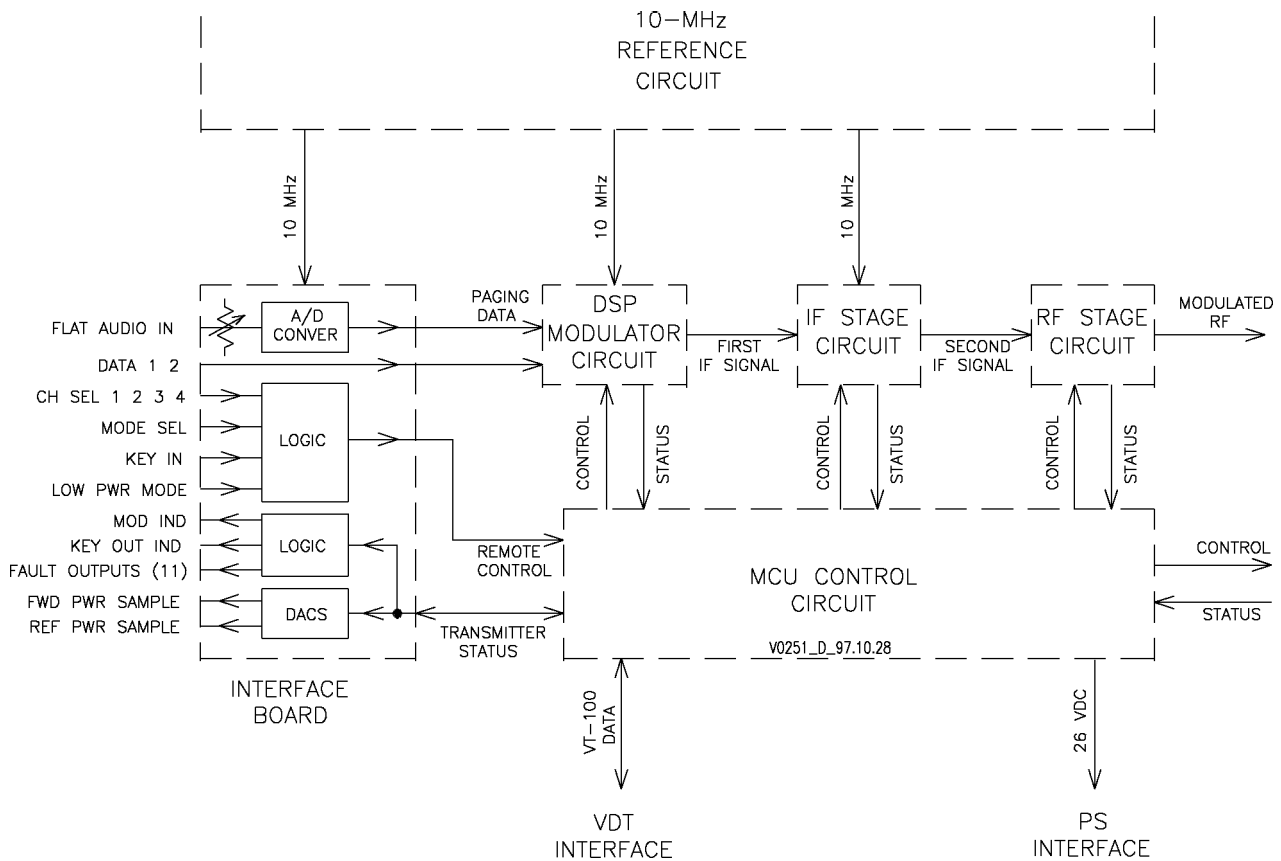 10-MHz
REFERENCE
CIRCUIT
10 MHz
10 MHz
10 MHz
FLAT AUDIO IN
A/D
CONVER
PAGING
DATA
DSP
MODULATOR
CIRCUIT
FIRST
IF SIGNAL
IF STAGE
CIRCUIT
SECOND
IF SIGNAL
RF STAGE
CIRCUIT
MODULATED
RF
DATA 1 2
CH SEL 1 2 3 4
MODE SEL
KEY IN
LOW PWR MODE
LOGIC
CONTROL
STATUS
CONTROL
STATUS
CONTROL
STATUS
MOD IND
KEY OUT IND
FAULT OUTPUTS (11)
LOGIC
FWD PWR SAMPLE
REF PWR SAMPLE
DACS
REMOTE
CONTROL
TRANSMITTER
STATUS
MCU CONTROL
CIRCUIT
V0251_D_97.10.28
CONTROL
STATUS
INTERFACE
BOARD
VT-100
DATA
26 VDC
VDT
INTERFACE
PS
INTERFACE